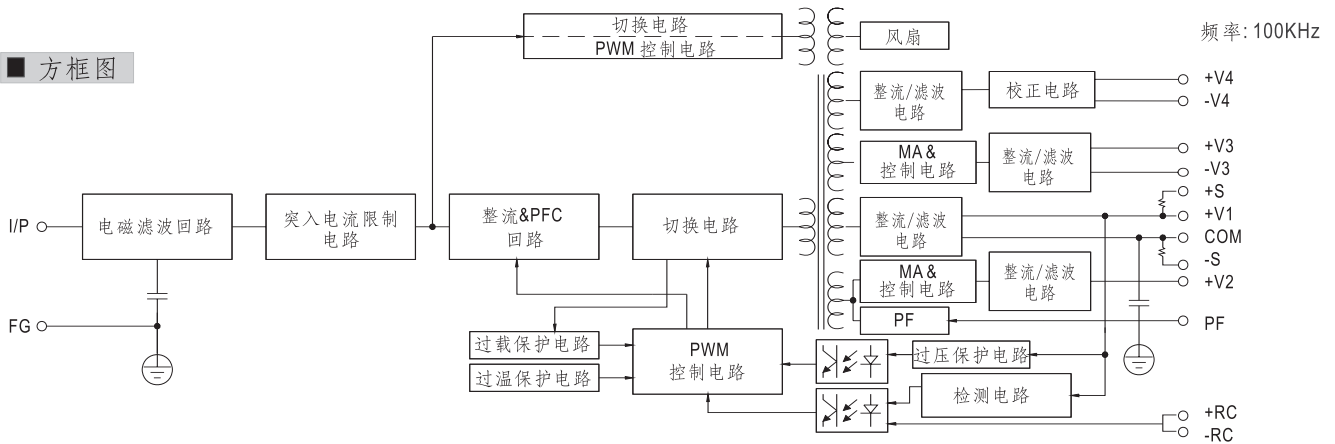 ■ 方框图
频率: 100KHz
切换电路
PWM 控制电路
风扇
整流/滤波
电路
校正电路
+V4
-V4
MA &
控制电路
整流/滤波
电路
+V3
-V3
+S
I/P
电磁滤波回路
突入电流限制
电路
整流&PFC
回路
切换电路
整流/滤波
电路
+V1
COM
-S
MA &
控制电路
整流/滤波
电路
+V2
FG
PF
PF
过载保护电路
过温保护电路
PWM
控制电路
过压保护电路
检测电路
+RC
-RC